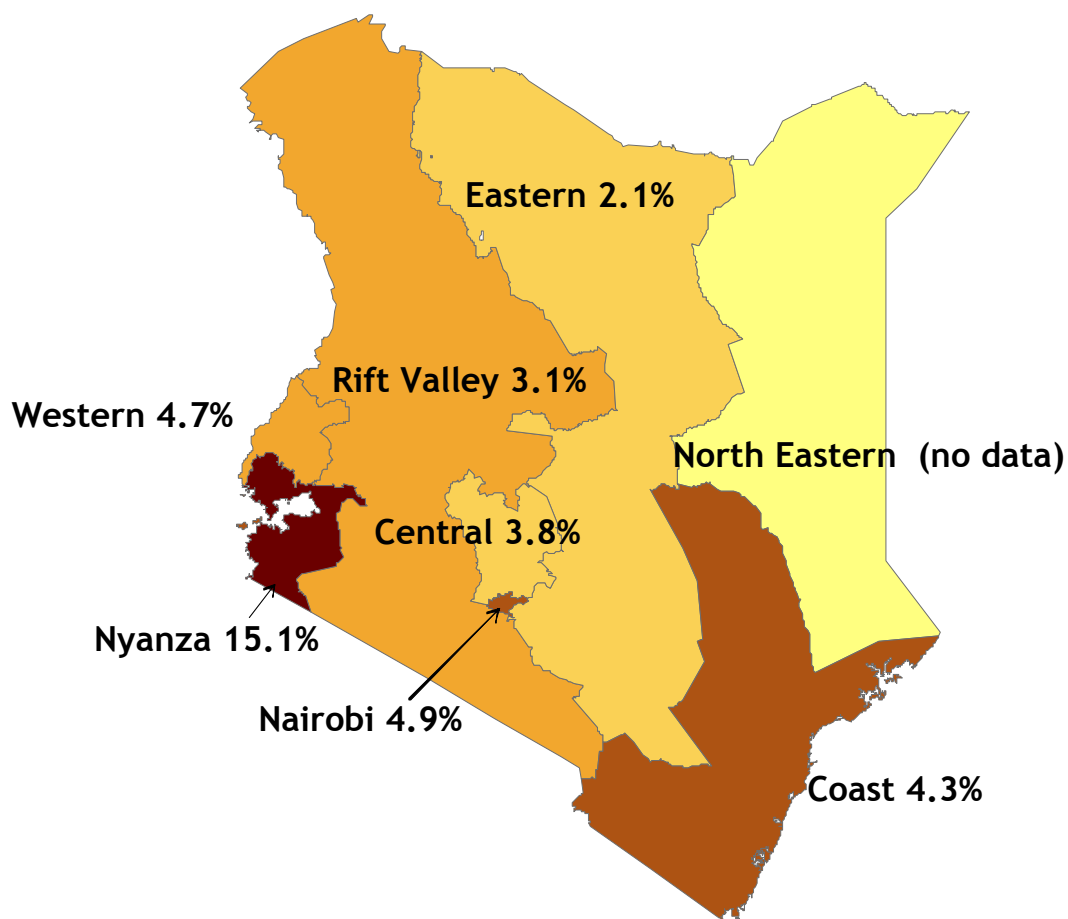 Eastern 2.1%
Rift Valley 3.1%
Western 4.7%
North Eastern (no data)
Central 3.8%
Nyanza 15.1%
Nairobi 4.9%
Coast 4.3%